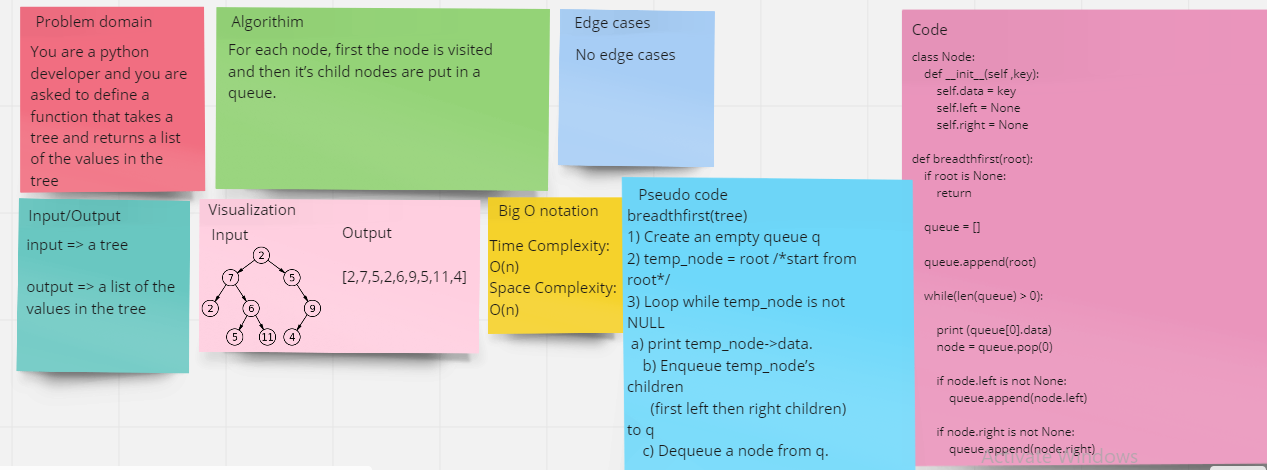 Problem domain
You are a python
developer and you are
asked to define a
function that takes a
tree and returns a list
of the values in the
tree
Algorithim
For each node, first the node is visited
and then it's child nodes are put in a
queue.
Edge cases
No edge cases
Input/Output
input => a tree
output => a list of the
values in the tree
Visualization
Input
2
7
5
2
6
9
5
11
4
Output
[2,7,5,2,6,9,5,11,4]
Big O notation
Time Complexity:
O(n)
Space Complexity:
O(n)
Pseudo code
breadthfirst(tree)
1) Create an empty queue q
2) temp_node = root /*start from
root*/
3) Loop while temp_node is not
NULL
a) print temp_node->data.
b) Enqueue temp_node's
children
(first left then right children)
to q
c) Dequeue a node from q.
Code
class Node:
def __init__(self ,key):
self.data = key
self.left = None
self.right = None
def breadthfirst(root):
if root is None:
return
queue = []
queue.append(root)
while(len(queue) > 0):
print (queue[0].data)
node = queue.pop(0)
if node.left is not None:
queue.append(node.left)
if node.right is not None:
queue.append(node.right)
Activate Windows